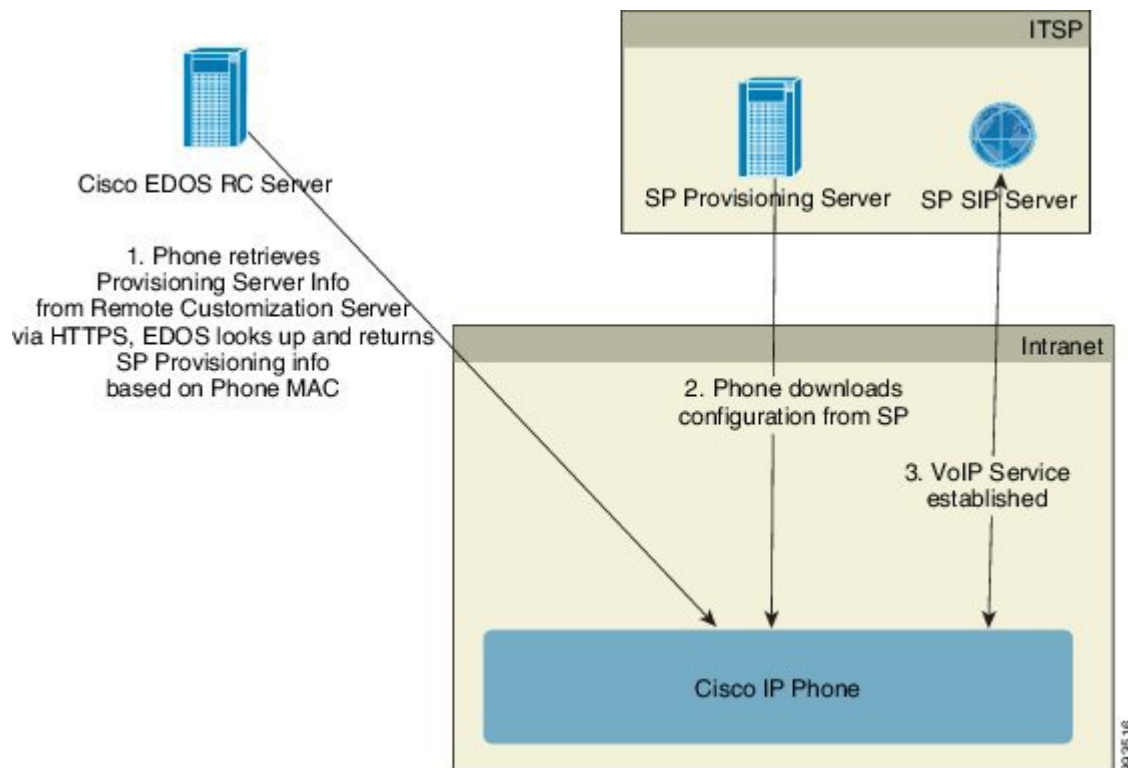 ITSP
Cisco EDOS RC Server
SP Provisioning Server
SP SIP Server
1. Phone retrieves
Provisioning Server Info
from Remote Customization Server
via HTTPS, EDOS looks up and returns
SP Provisioning info
based on Phone MAC
Intranet
2. Phone downloads
configuration from SP
3. VoIP Service
established
Cisco IP Phone